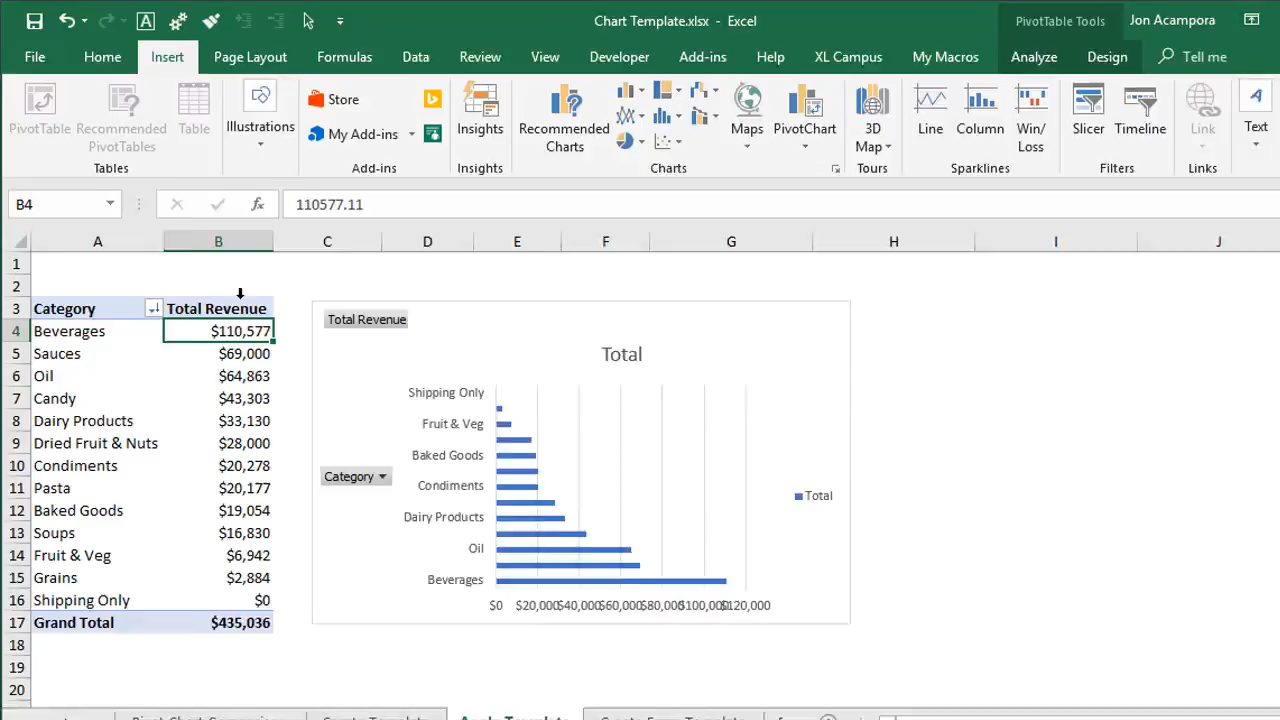 Chart Template.xlsx - Excel
PivotTable Tools
Jon Acampora
File Home Insert Page Layout Formulas Data Review View Developer Add-ins Help XL Campus My Macros Analyze Design Tell me
PivotTable
Recommended PivotTables
Table
Tables
Illustrations
Store
My Add-ins
Add-ins
Insights
Insights
Recommended Charts
Maps
PivotChart
Charts
3D Map
Tours
Line
Column
Win/Loss
Sparklines
Slicer
Timeline
Filters
Link
Links
Text
B4
fx
110577.11
A B C D E F G H I J
1
2
3 Category Total Revenue
4 Beverages $110,577
5 Sauces $69,000
6 Oil $64,863
7 Candy $43,303
8 Dairy Products $33,130
9 Dried Fruit & Nuts $28,000
10 Condiments $20,278
11 Pasta $20,177
12 Baked Goods $19,054
13 Soups $16,830
14 Fruit & Veg $6,942
15 Grains $2,884
16 Shipping Only $0
17 Grand Total $435,036
18
19
20
Total Revenue
Total
Shipping Only
Fruit & Veg
Baked Goods
Category
Condiments
Total
Dairy Products
Oil
Beverages
$0 $20,000 $40,000 $60,000 $80,000 $100,000 $120,000